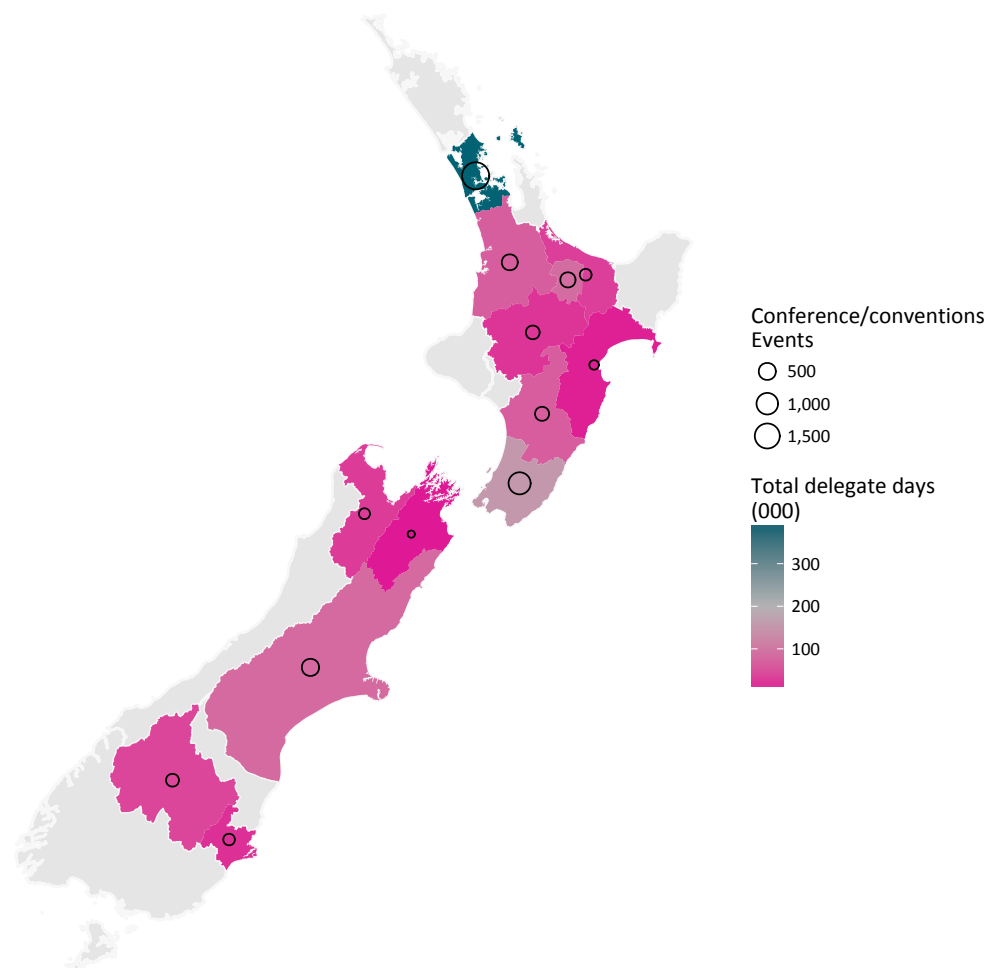 Conference/conventions
Events
500
1,000
1,500
Total delegate days
(000)
300
200
100